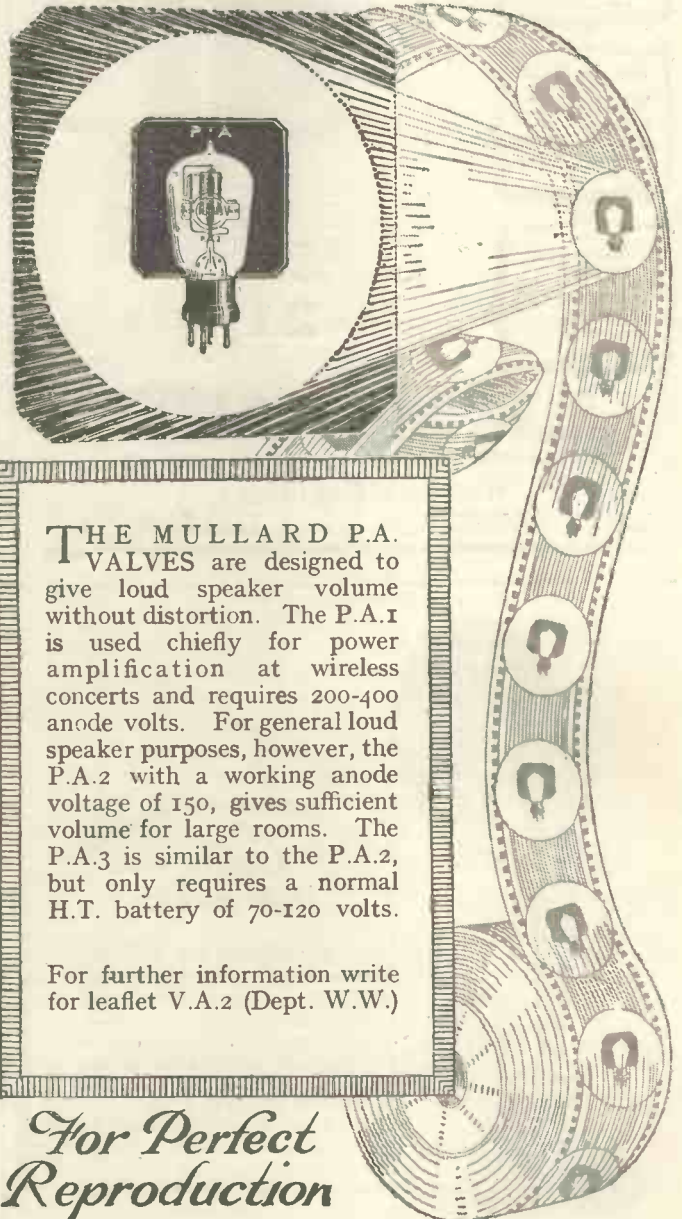 P A
THE MULLARD P.A.
VALVES are designed to
give loud speaker volume
without distortion. The P.A.1
is used chiefly for power
amplification at wireless
concerts and requires 200-400
anode volts. For general loud
speaker purposes, however, the
P.A.2 with a working anode
voltage of 150, gives sufficient
volume for large rooms. The
P.A.3 is similar to the P.A.2,
but only requires a normal
H.T. battery of 70-120 volts.
For further information write
for leaflet V.A.2 (Dept. W.W.)
For Perfect
Reproduction